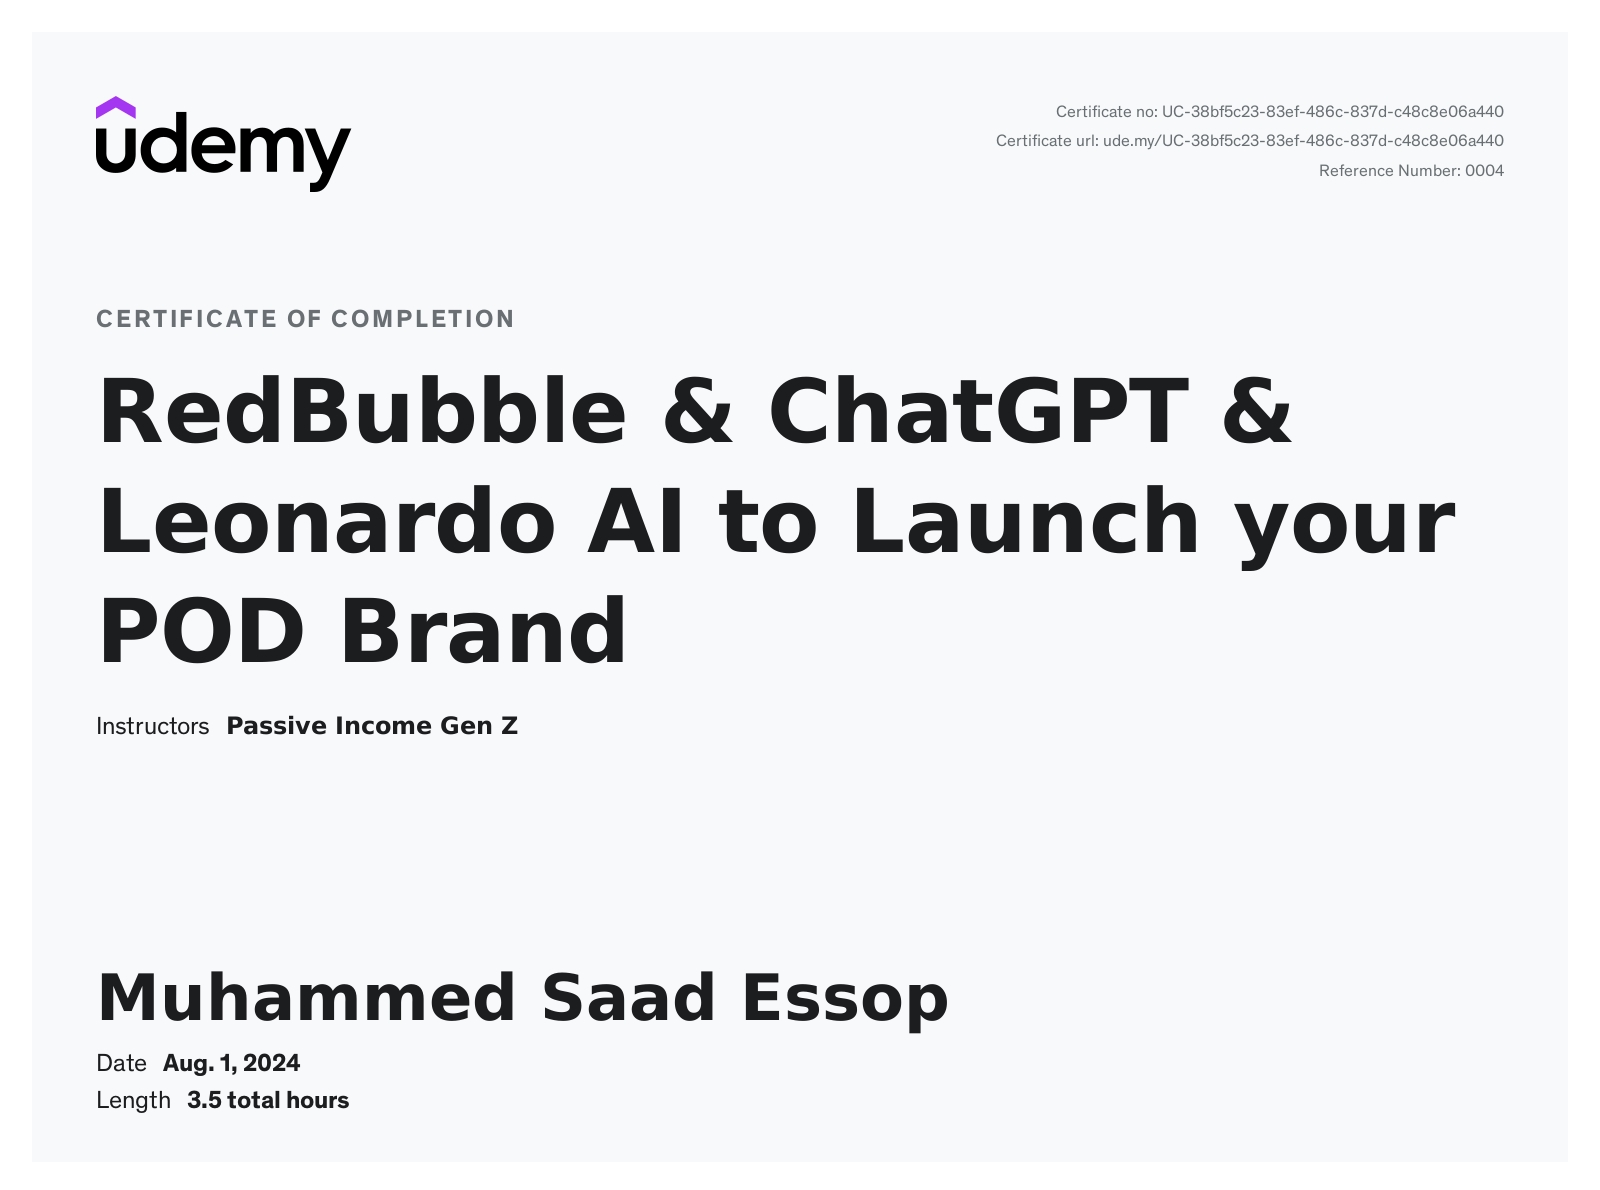 udemy
Certificate no: UC-38bf5c23-83ef-486c-837d-c48c8e06a440
Certificate url: ude.my/UC-38bf5c23-83ef-486c-837d-c48c8e06a440
Reference Number: 0004
CERTIFICATE OF COMPLETION
RedBubble & ChatGPT &
Leonardo AI to Launch your
POD Brand
Instructors Passive Income Gen Z
Muhammed Saad Essop
Date Aug. 1, 2024
Length 3.5 total hours